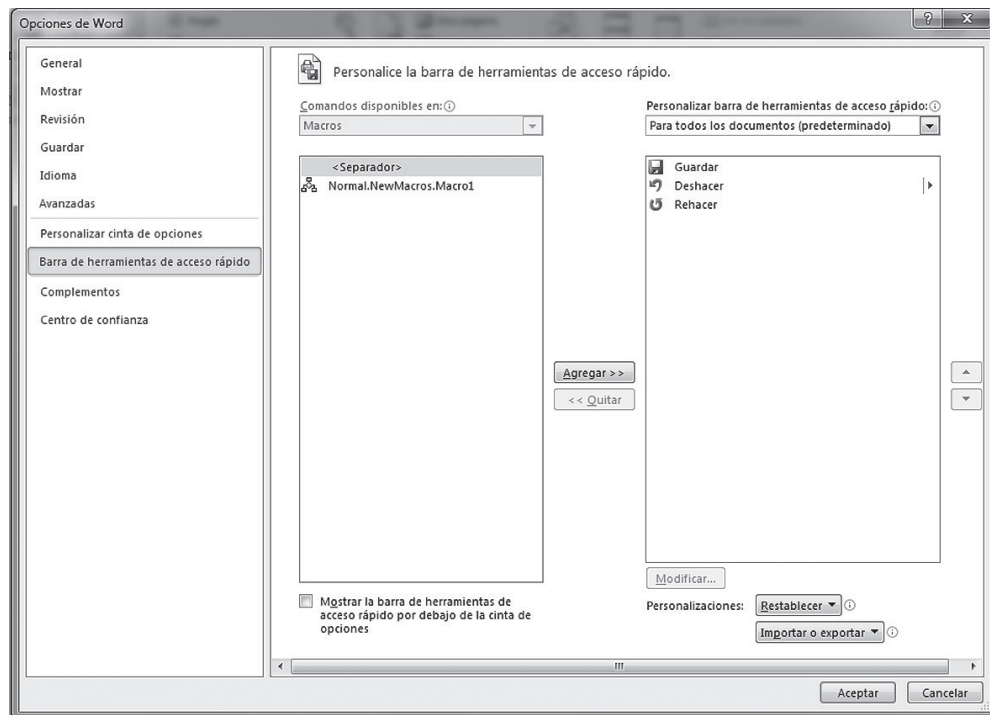 Opciones de Word
?
X
General
Mostrar
Revisión
Guardar
Idioma
Avanzadas
Personalizar cinta de opciones
Barra de herramientas de acceso rápido
Complementos
Centro de confianza
Personalice la barra de herramientas de acceso rápido.
Comandos disponibles en:
Macros
<Separador>
Normal.NewMacros.Macro1
Mostrar la barra de herramientas de
acceso rápido por debajo de la cinta de
opciones
Agregar >>
<< Quitar
Personalizar barra de herramientas de acceso rápido:
Para todos los documentos (predeterminado)
Guardar
Deshacer
Rehacer
Modificar...
Personalizaciones: Restablecer
Importar o exportar
Aceptar
Cancelar